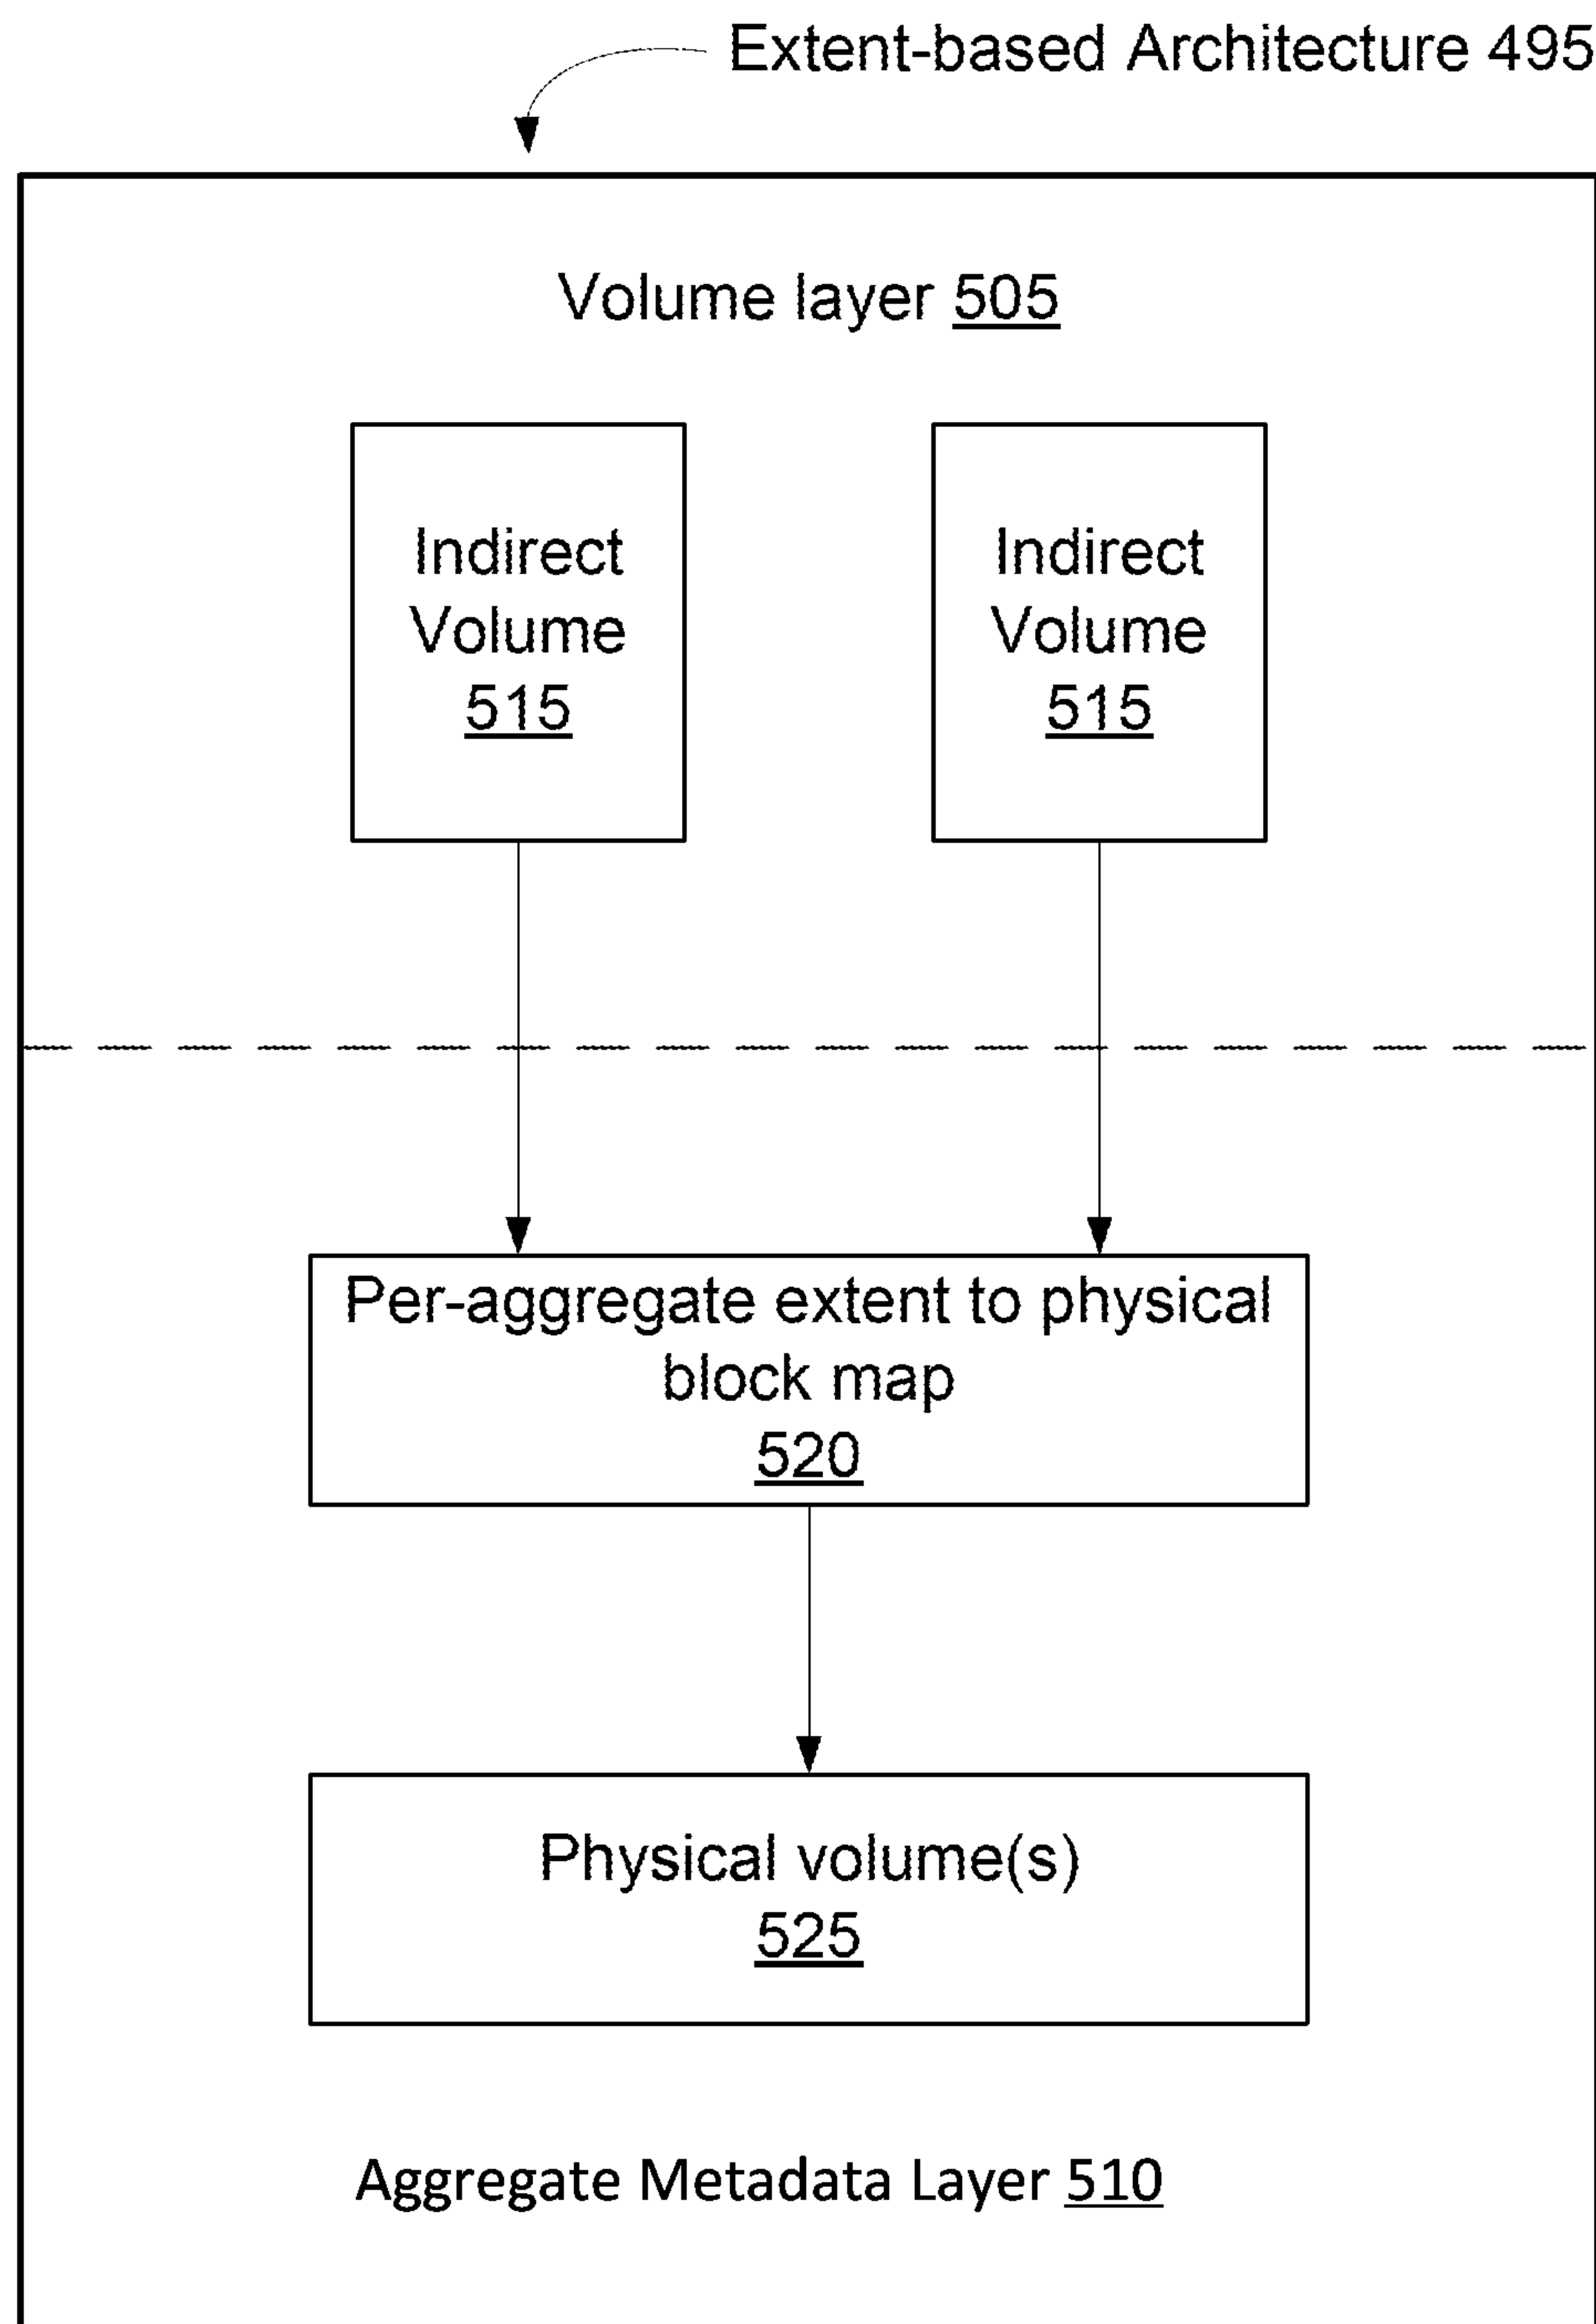 Extent-based Architecture 495
Volume layer 505
Indirect
Volume
515
Indirect
Volume
515
Per-aggregate extent to physical
block map
520
Physical volume(s)
525
Aggregate Metadata Layer 510